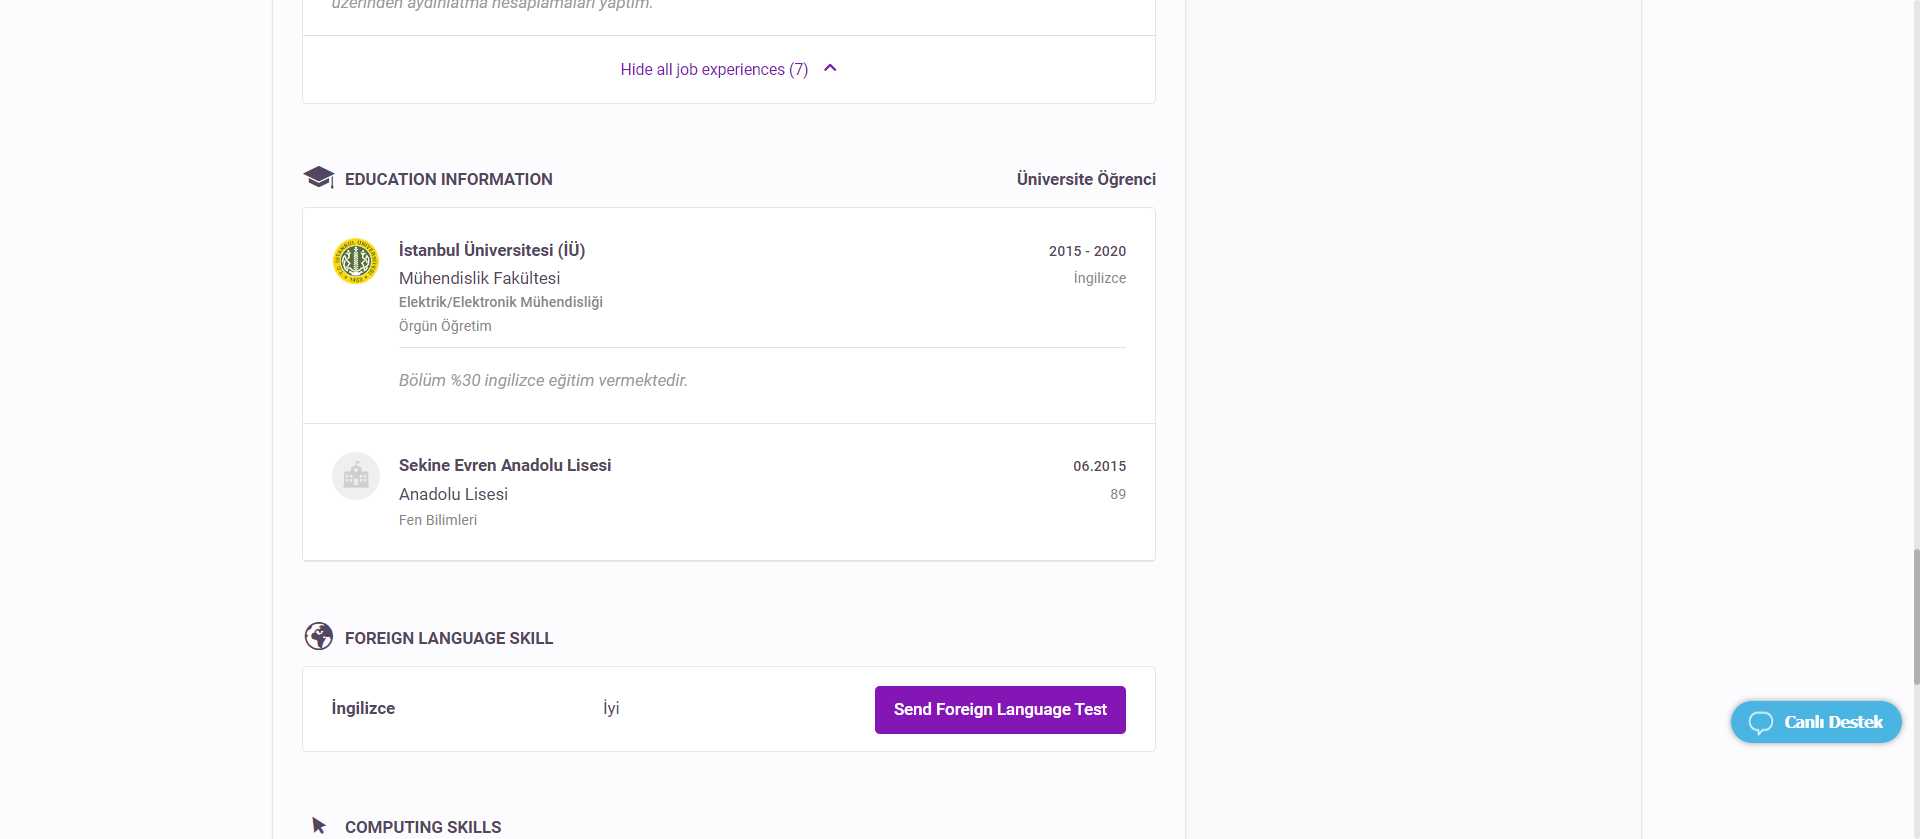 üzerinden aydınlatma hesaplamaları yaptım.
Hide all job experiences (7)
EDUCATION INFORMATION
Üniversite Öğrenci
İstanbul Üniversitesi (İÜ)
2015 - 2020
Mühendislik Fakültesi
İngilizce
Elektrik/Elektronik Mühendisliği
Örgün Öğretim
Bölüm %30 ingilizce eğitim vermektedir.
Sekine Evren Anadolu Lisesi
06.2015
Anadolu Lisesi
89
Fen Bilimleri
FOREIGN LANGUAGE SKILL
İngilizce
İyi
Send Foreign Language Test
Canlı Destek
COMPUTING SKILLS